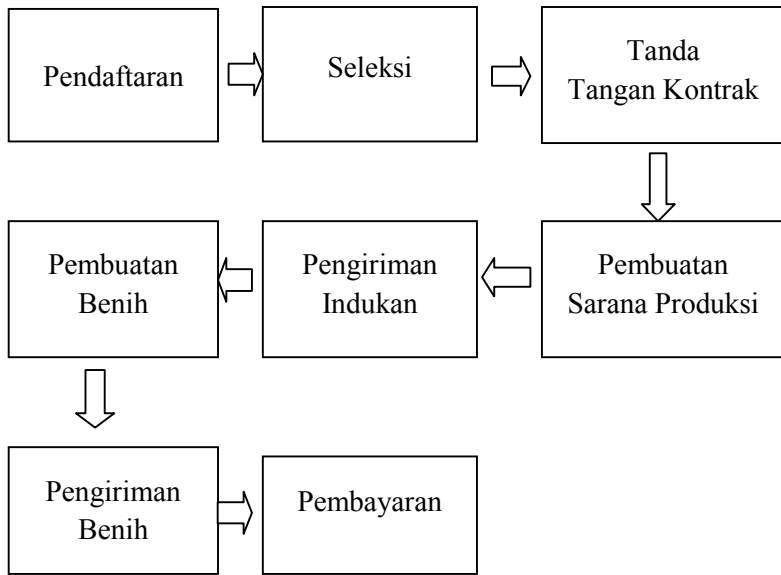 Pendaftaran
Seleksi
Tanda
Tangan Kontrak
Pembuatan
Sarana Produksi
Pengiriman
Indukan
Pembuatan
Benih
Pengiriman
Benih
Pembayaran